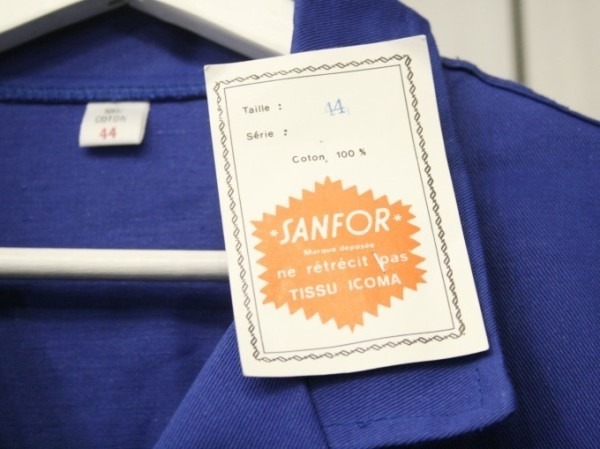 Taille : 44
Série :
Coton, 100 %
SANFOR
Marque déposée
ne rétrécit pas
TISSU ICOMA
COTON
44